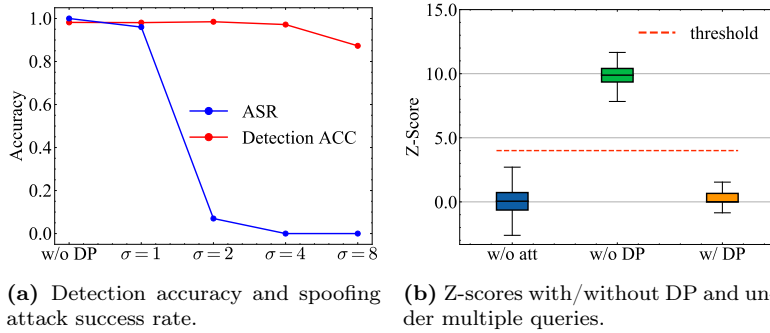 1.0
0.8
0.6
0.4
0.2
0.0
Accuracy
ASR
Detection ACC
w/o DP σ = 1 σ = 2 σ = 4 σ = 8
(a) Detection accuracy and spoofing
attack success rate.
15.0
10.0
5.0
0.0
Z-Score
threshold
w/o att w/o DP w/ DP
(b) Z-scores with/without DP and un-
der multiple queries.